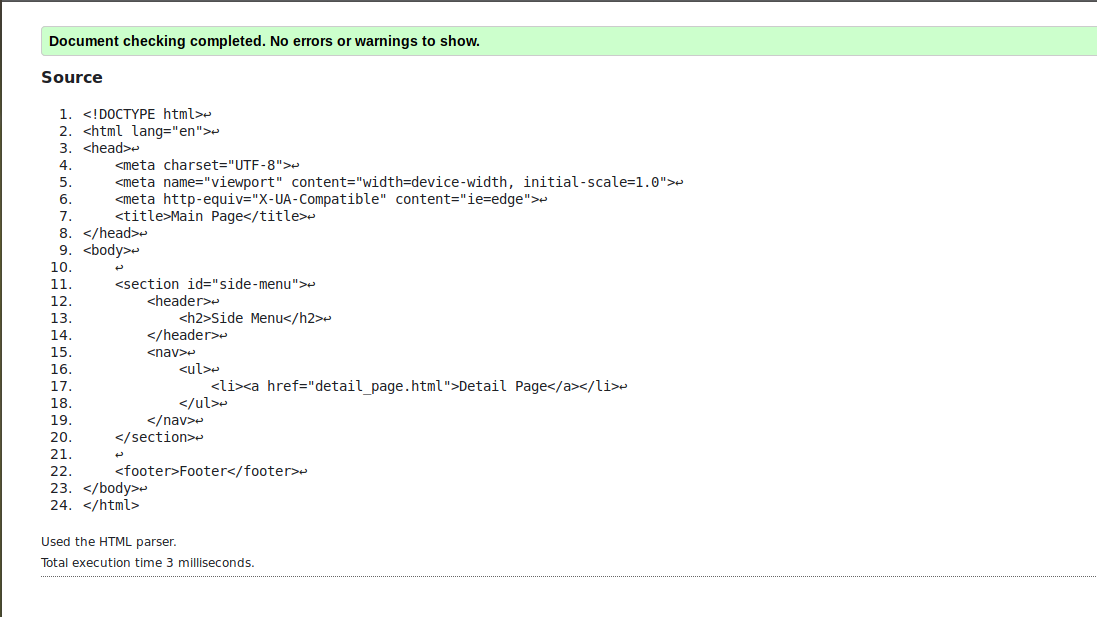 Document checking completed. No errors or warnings to show.
Source
1. <!DOCTYPE html>↩
2. <html lang="en">↩
3. <head>↩
4.     <meta charset="UTF-8">↩
5.     <meta name="viewport" content="width=device-width, initial-scale=1.0">↩
6.     <meta http-equiv="X-UA-Compatible" content="ie=edge">↩
7.     <title>Main Page</title>↩
8. </head>↩
9. <body>↩
10.     ↩
11.     <section id="side-menu">↩
12.         <header>↩
13.             <h2>Side Menu</h2>↩
14.         </header>↩
15.         <nav>↩
16.             <ul>↩
17.                 <li><a href="detail_page.html">Detail Page</a></li>↩
18.             </ul>↩
19.         </nav>↩
20.     </section>↩
21.     ↩
22.     <footer>Footer</footer>↩
23. </body>↩
24. </html>
Used the HTML parser.
Total execution time 3 milliseconds.